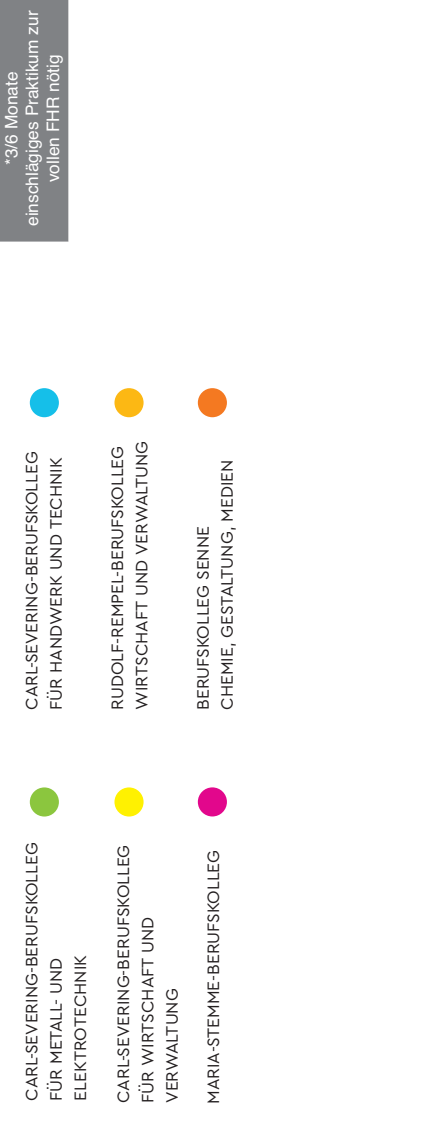 CARL-SEVERING-BERUFSKOLLEG
FÜR METALL- UND
ELEKTROTECHNIK
CARL-SEVERING-BERUFSKOLLEG
FÜR WIRTSCHAFT UND
VERWALTUNG
MARIA-STEMME-BERUFSKOLLEG
CARL-SEVERING-BERUFSKOLLEG
FÜR HANDWERK UND TECHNIK
RUDOLF-REMPEL-BERUFSKOLLEG
WIRTSCHAFT UND VERWALTUNG
BERUFSKOLLEG SENNE
CHEMIE, GESTALTUNG, MEDIEN
*3/6 Monate
einschlägiges Praktikum zur
vollen FHR nötig